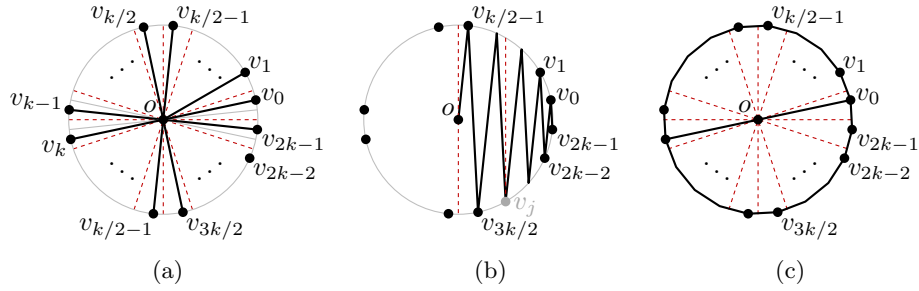 v_{k/2} v_{k/2−1}
v_1
v_0
o
v_{k−1}
v_k
v_{2k−1}
v_{2k−2}
v_{k/2−1} v_{3k/2}
(a)
v_{k/2−1}
v_1
v_0
o
v_{2k−1}
v_{2k−2}
v_j
v_{3k/2}
(b)
v_{k/2−1}
v_1
v_0
o
v_{2k−1}
v_{2k−2}
v_{3k/2}
(c)